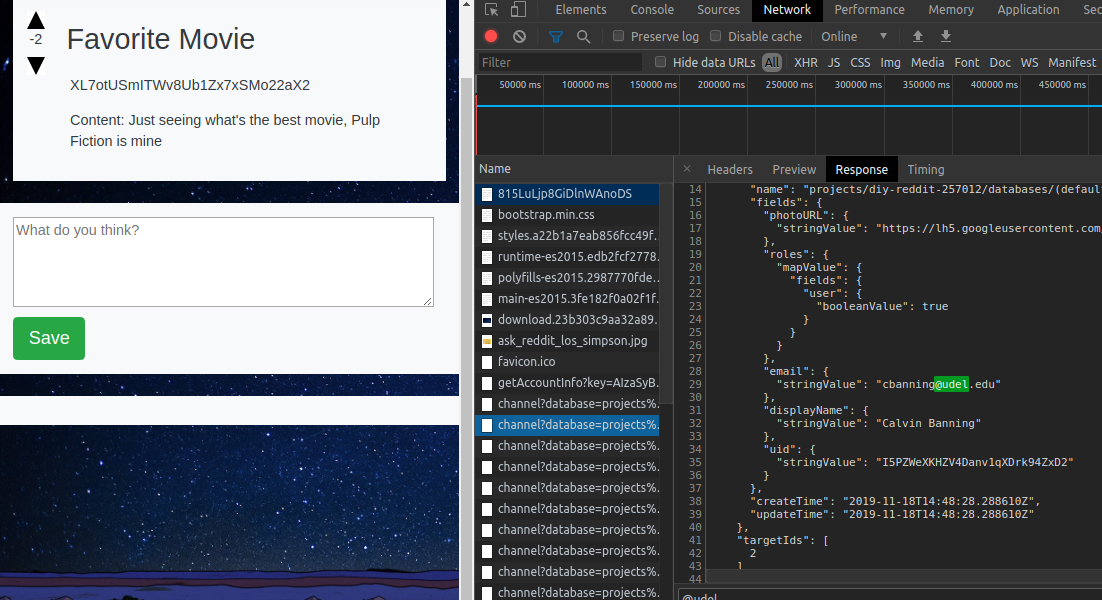 -2
Favorite Movie
XL7otUSmITWv8Ub1Zx7xSMo22aX2
Content: Just seeing what's the best movie, Pulp
Fiction is mine
What do you think?
Save
Elements Console Sources Network Performance Memory Application Sec
Preserve log Disable cache Online
Filter Hide data URLs All XHR JS CSS Img Media Font Doc WS Manifest
50000 ms 100000 ms 150000 ms 200000 ms 250000 ms 300000 ms 350000 ms 400000 ms 450000 ms
Name
815LuLjp8GiDlnWAnoDS
bootstrap.min.css
styles.a22b1a7eab856fcc49f.
runtime-es2015.edb2fcf2778.
polyfills-es2015.2987770fde.
main-es2015.3fe182f0a02f1f.
download.23b303c9aa32a89.
ask_reddit_los_simpson.jpg
favicon.ico
getAccountInfo?key=AIzaSyB.
channel?database=projects%.
channel?database=projects%.
channel?database=projects%.
channel?database=projects%.
channel?database=projects%.
channel?database=projects%.
channel?database=projects%.
channel?database=projects%.
channel?database=projects%.
channel?database=projects%.
× Headers Preview Response Timing
14 "name": "projects/diy-reddit-257012/databases/(defaul
15 "fields": {
16 "photoURL": {
17 "stringValue": "https://lh5.googleusercontent.com/
18 },
19 "roles": {
20 "mapValue": {
21 "fields": {
22 "user": {
23 "booleanValue": true
24 }
25 }
26 }
27 },
28 "email": {
29 "stringValue": "cbanning@udel.edu"
30 },
31 "displayName": {
32 "stringValue": "Calvin Banning"
33 },
34 "uid": {
35 "stringValue": "I5PZWeXKHZV4Danv1qXDrk94ZxD2"
36 }
37 },
38 "createTime": "2019-11-18T14:48:28.288610Z",
39 "updateTime": "2019-11-18T14:48:28.288610Z"
40 },
41 "targetIds": [
42 2
43 ]
44
@udel